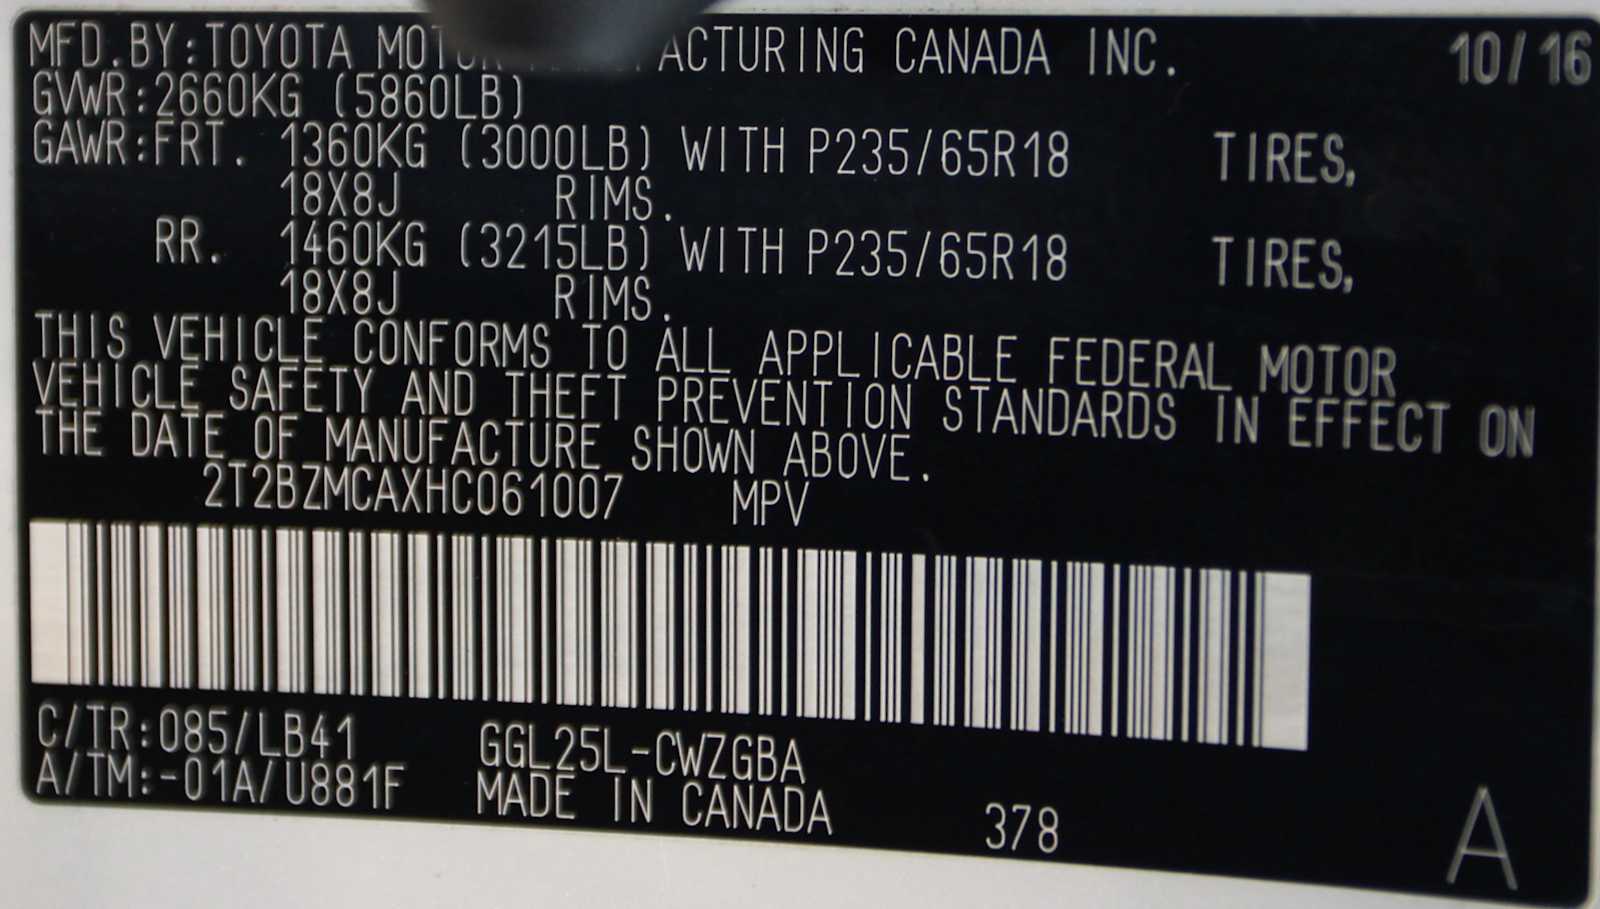 MFD.BY:TOYOTA MOTOR MANUFACTURING CANADA INC. 10/16
GVWR:2660KG (5860LB)
GAWR:FRT. 1360KG (3000LB) WITH P235/65R18 TIRES,
18X8J RIMS.
RR. 1460KG (3215LB) WITH P235/65R18 TIRES,
18X8J RIMS.
THIS VEHICLE CONFORMS TO ALL APPLICABLE FEDERAL MOTOR
VEHICLE SAFETY AND THEFT PREVENTION STANDARDS IN EFFECT ON
THE DATE OF MANUFACTURE SHOWN ABOVE.
2T2BZMCAXHC061007 MPV
C/TR:085/LB41 GGL25L-CWZGBA
A/TM:-01A/U881F MADE IN CANADA 378 A